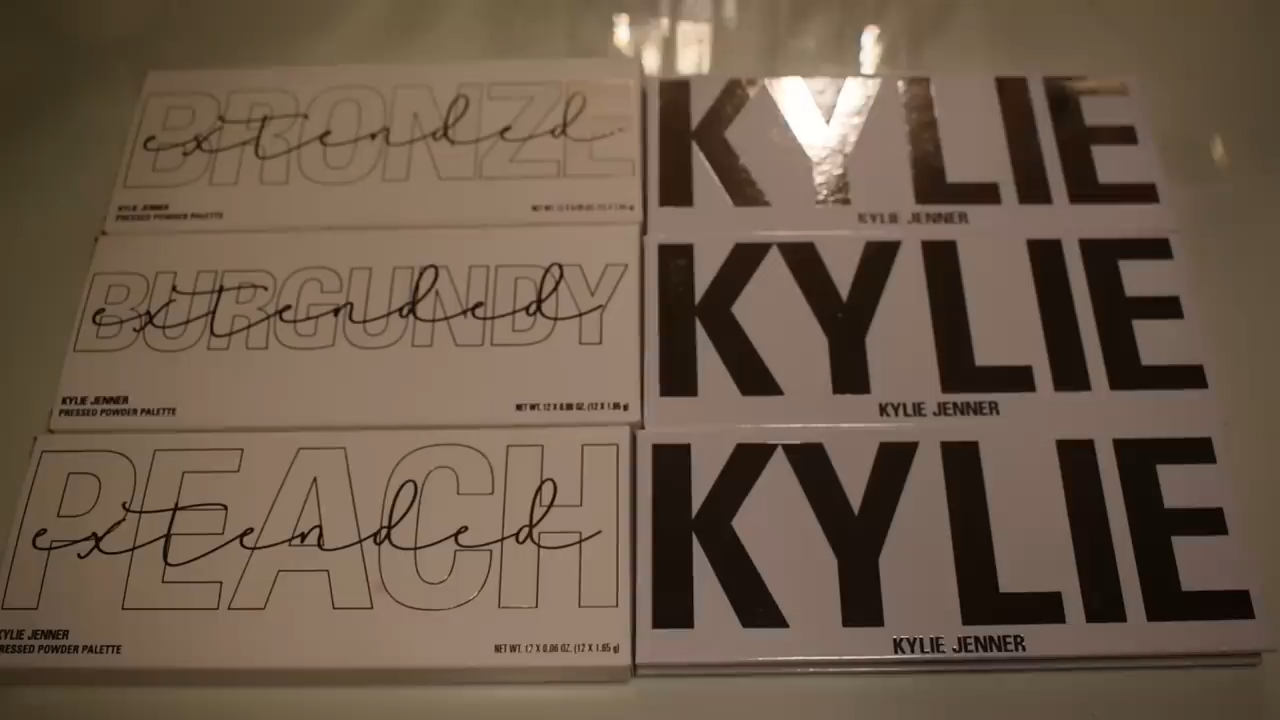 BRONZE
extended
KYLIE JENNER
PRESSED POWDER PALETTE
KYLIE
KYLIE JENNER
BURGUNDY
extended
KYLIE JENNER
PRESSED POWDER PALETTE
NET WT. 12 X 0.06 OZ. (12 X 1.65 g)
KYLIE
KYLIE JENNER
PEACH
extended
KYLIE JENNER
RESSED POWDER PALETTE
NET WT. 12 X 0.06 OZ. (12 X 1.65 g)
KYLIE
KYLIE JENNER